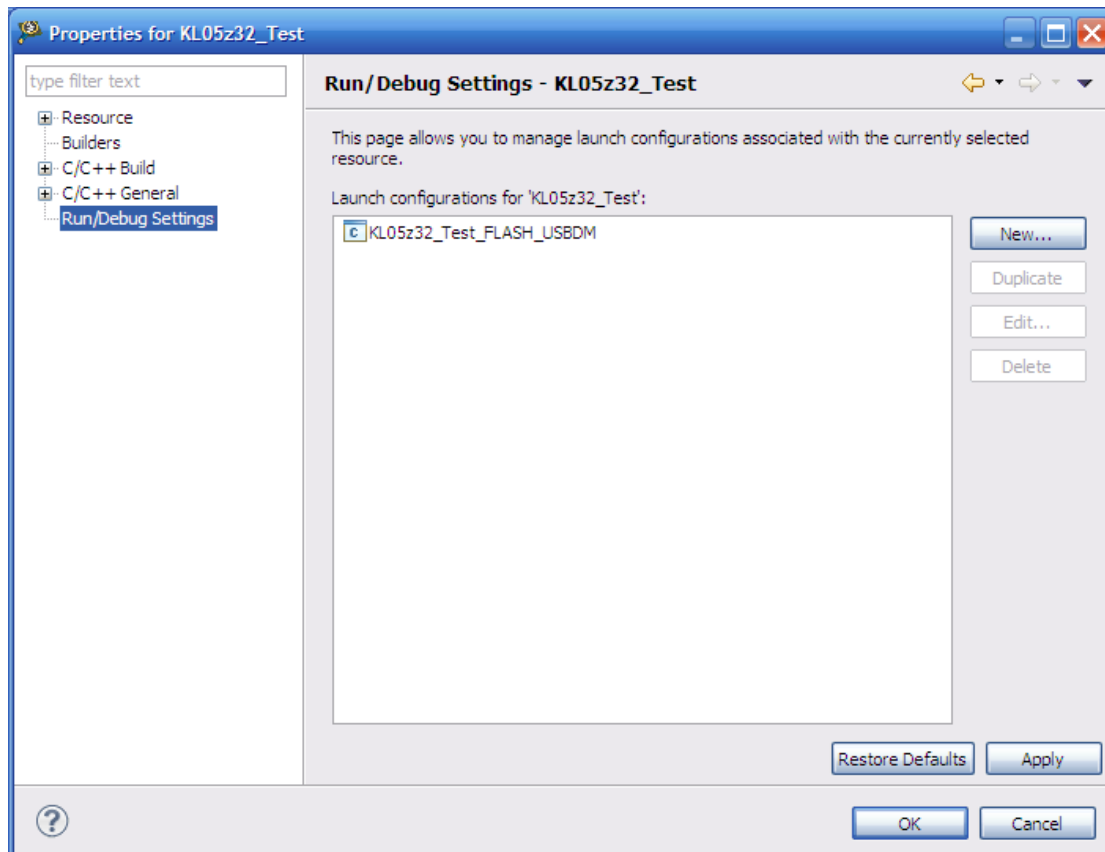 Properties for KL05z32_Test
type filter text
Resource
Builders
C/C++ Build
C/C++ General
Run/Debug Settings
Run/Debug Settings - KL05z32_Test
This page allows you to manage launch configurations associated with the currently selected
resource.
Launch configurations for 'KL05z32_Test':
C KL05z32_Test_FLASH_USBDM
New...
Duplicate
Edit...
Delete
Restore Defaults
Apply
?
OK
Cancel